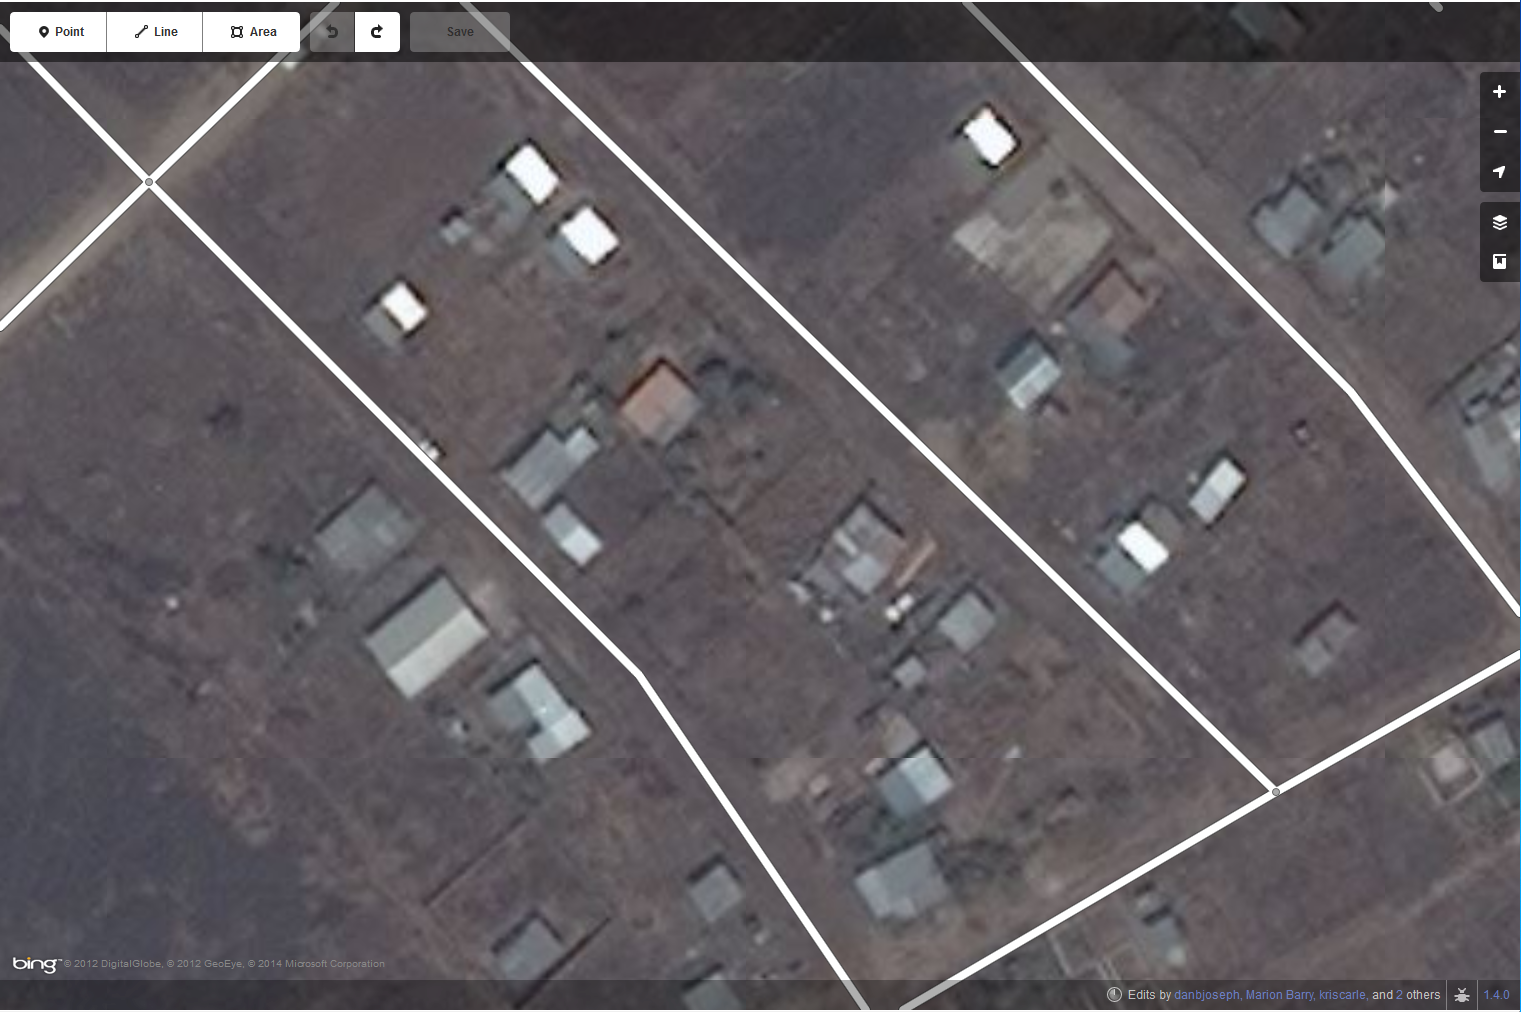 Point Line Area Save
bing™ © 2012 DigitalGlobe, © 2012 GeoEye, © 2014 Microsoft Corporation
Edits by danbjoseph, Marion Barry, kriscarle, and 2 others 1.4.0